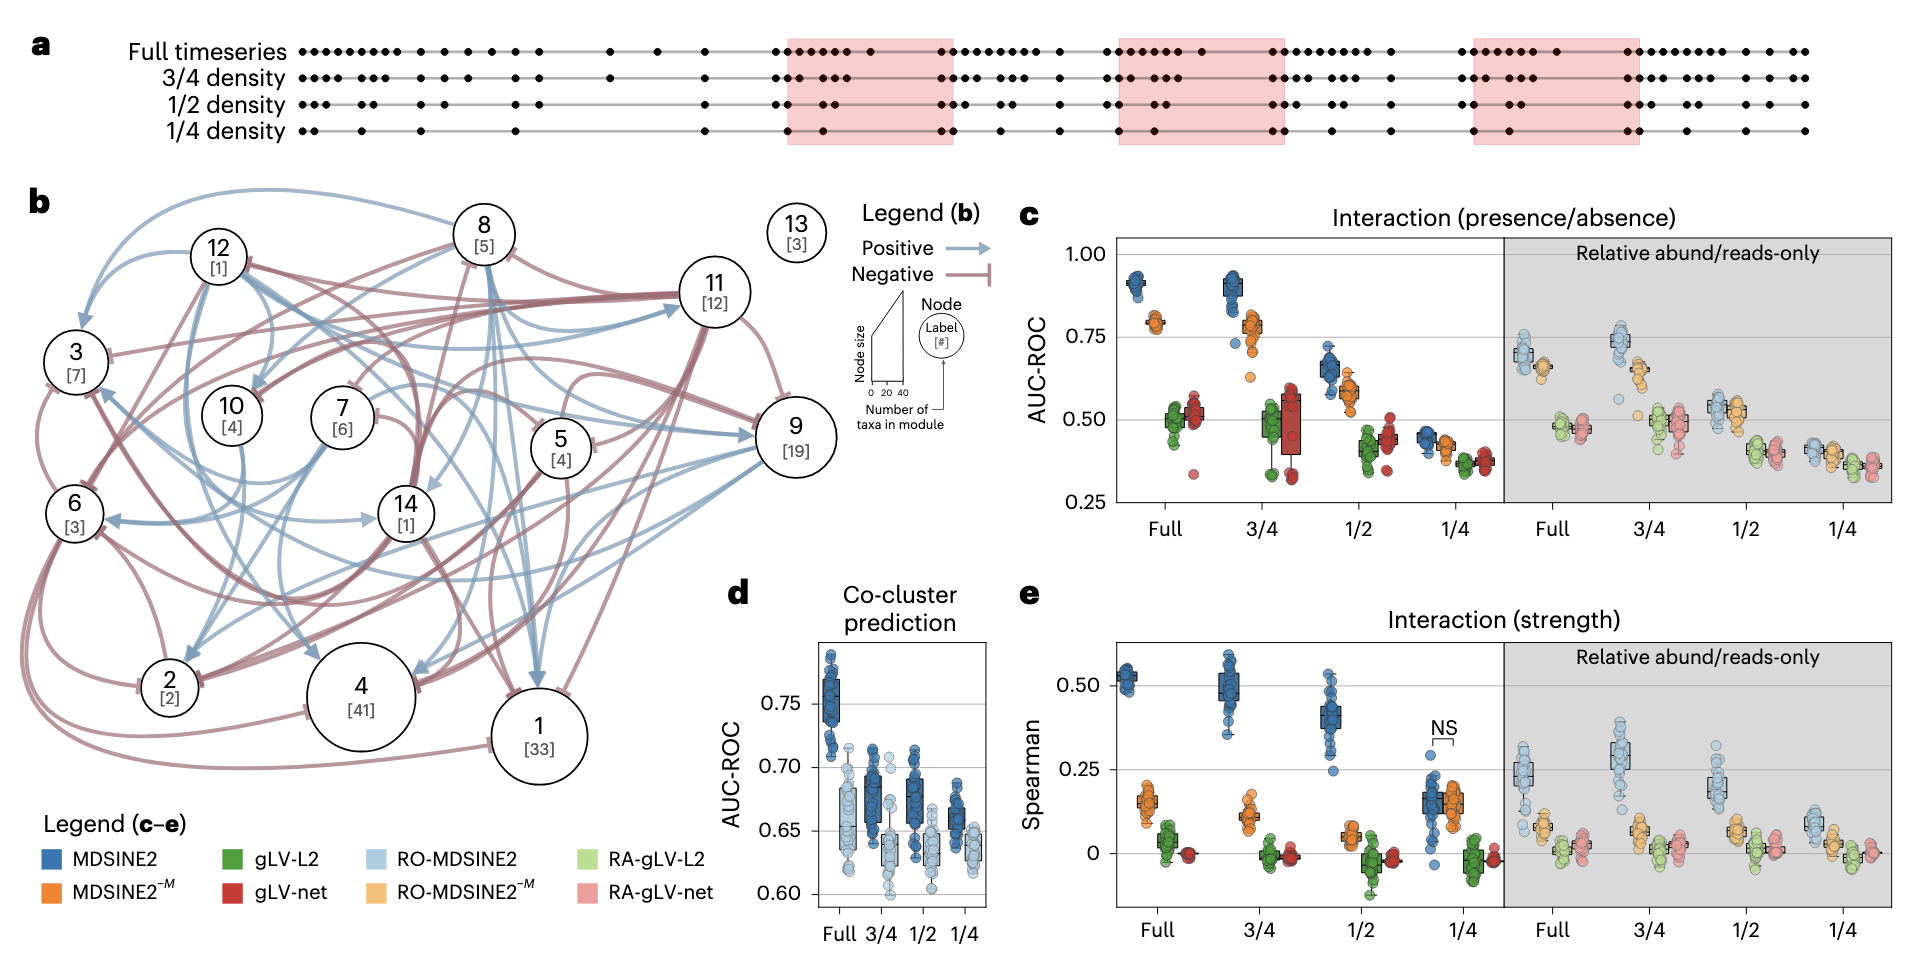 a
Full timeseries
3/4 density
1/2 density
1/4 density
b
8
[5]
13
[3]
12
[1]
11
[12]
3
[7]
10
[4]
7
[6]
5
[4]
9
[19]
6
[3]
14
[1]
2
[2]
4
[41]
1
[33]
Legend (b)
Positive
Negative
Node size
0 20 40
Node
Label
[#]
Number of
taxa in module
c
Interaction (presence/absence)
Relative abund/reads-only
AUC-ROC
1.00
0.75
0.50
0.25
Full 3/4 1/2 1/4 Full 3/4 1/2 1/4
d
Co-cluster
prediction
AUC-ROC
0.75
0.70
0.65
0.60
Full 3/4 1/2 1/4
e
Interaction (strength)
Relative abund/reads-only
Spearman
0.50
0.25
0
NS
Full 3/4 1/2 1/4 Full 3/4 1/2 1/4
Legend (c–e)
MDSINE2 gLV-L2 RO-MDSINE2 RA-gLV-L2
MDSINE2⁻ᴹ gLV-net RO-MDSINE2⁻ᴹ RA-gLV-net